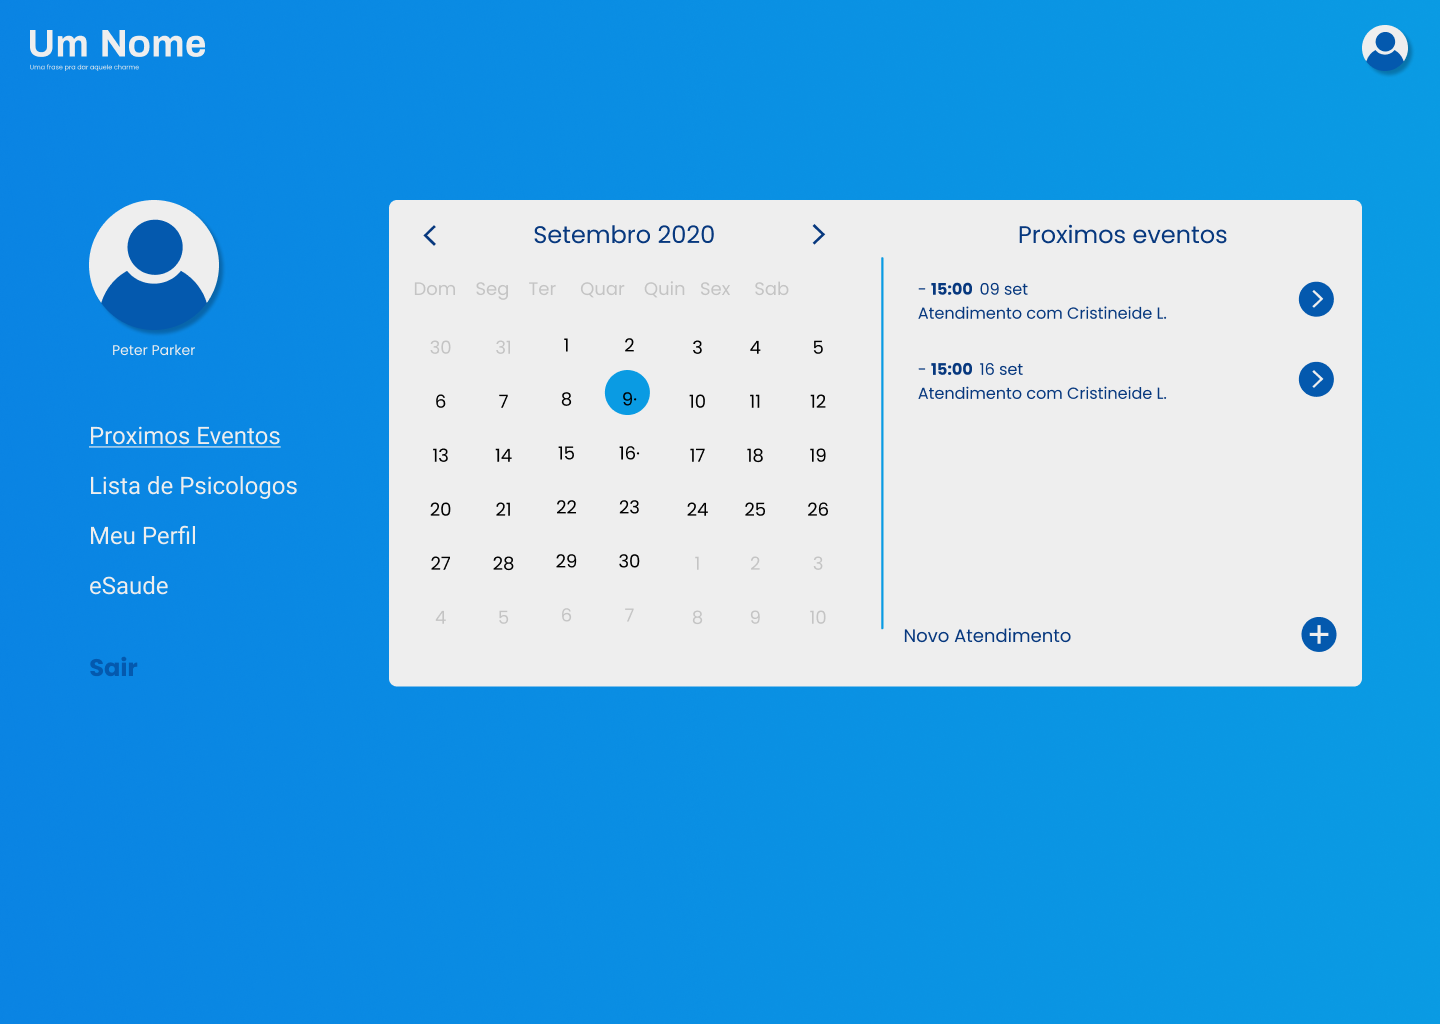 Um Nome
Uma frase pra dar aquele charme
Peter Parker
Proximos Eventos
Lista de Psicologos
Meu Perfil
eSaude
Sair
Setembro 2020
Dom Seg Ter Quar Quin Sex Sab
30 31 1 2 3 4 5
6 7 8 9· 10 11 12
13 14 15 16· 17 18 19
20 21 22 23 24 25 26
27 28 29 30 1 2 3
4 5 6 7 8 9 10
Proximos eventos
- 15:00 09 set
Atendimento com Cristineide L.
- 15:00 16 set
Atendimento com Cristineide L.
Novo Atendimento